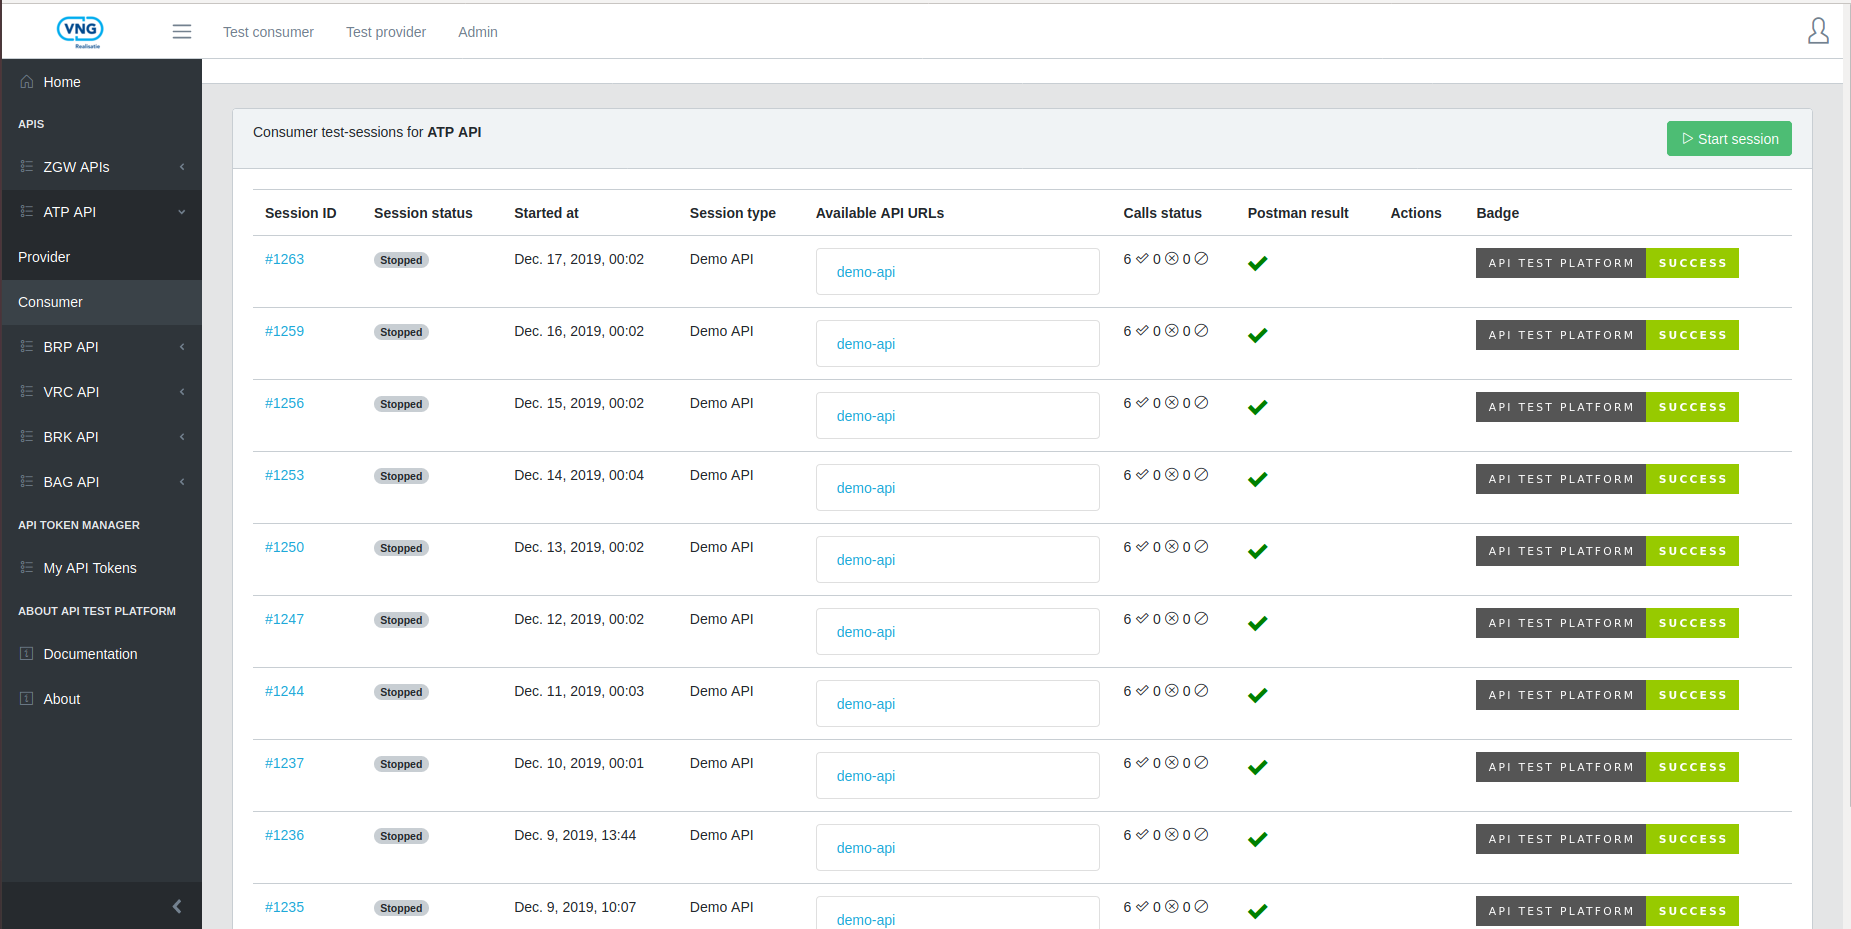 VNG
Realisatie
Test consumer
Test provider
Admin
Home
APIS
ZGW APIs
ATP API
Provider
Consumer
BRP API
VRC API
BRK API
BAG API
API TOKEN MANAGER
My API Tokens
ABOUT API TEST PLATFORM
Documentation
About
Consumer test-sessions for ATP API
Start session
Session ID Session status Started at Session type Available API URLs Calls status Postman result Actions Badge
#1263 Stopped Dec. 17, 2019, 00:02 Demo API demo-api 6 0 0 API TEST PLATFORM SUCCESS
#1259 Stopped Dec. 16, 2019, 00:02 Demo API demo-api 6 0 0 API TEST PLATFORM SUCCESS
#1256 Stopped Dec. 15, 2019, 00:02 Demo API demo-api 6 0 0 API TEST PLATFORM SUCCESS
#1253 Stopped Dec. 14, 2019, 00:04 Demo API demo-api 6 0 0 API TEST PLATFORM SUCCESS
#1250 Stopped Dec. 13, 2019, 00:02 Demo API demo-api 6 0 0 API TEST PLATFORM SUCCESS
#1247 Stopped Dec. 12, 2019, 00:02 Demo API demo-api 6 0 0 API TEST PLATFORM SUCCESS
#1244 Stopped Dec. 11, 2019, 00:03 Demo API demo-api 6 0 0 API TEST PLATFORM SUCCESS
#1237 Stopped Dec. 10, 2019, 00:01 Demo API demo-api 6 0 0 API TEST PLATFORM SUCCESS
#1236 Stopped Dec. 9, 2019, 13:44 Demo API demo-api 6 0 0 API TEST PLATFORM SUCCESS
#1235 Stopped Dec. 9, 2019, 10:07 Demo API demo-api 6 0 0 API TEST PLATFORM SUCCESS